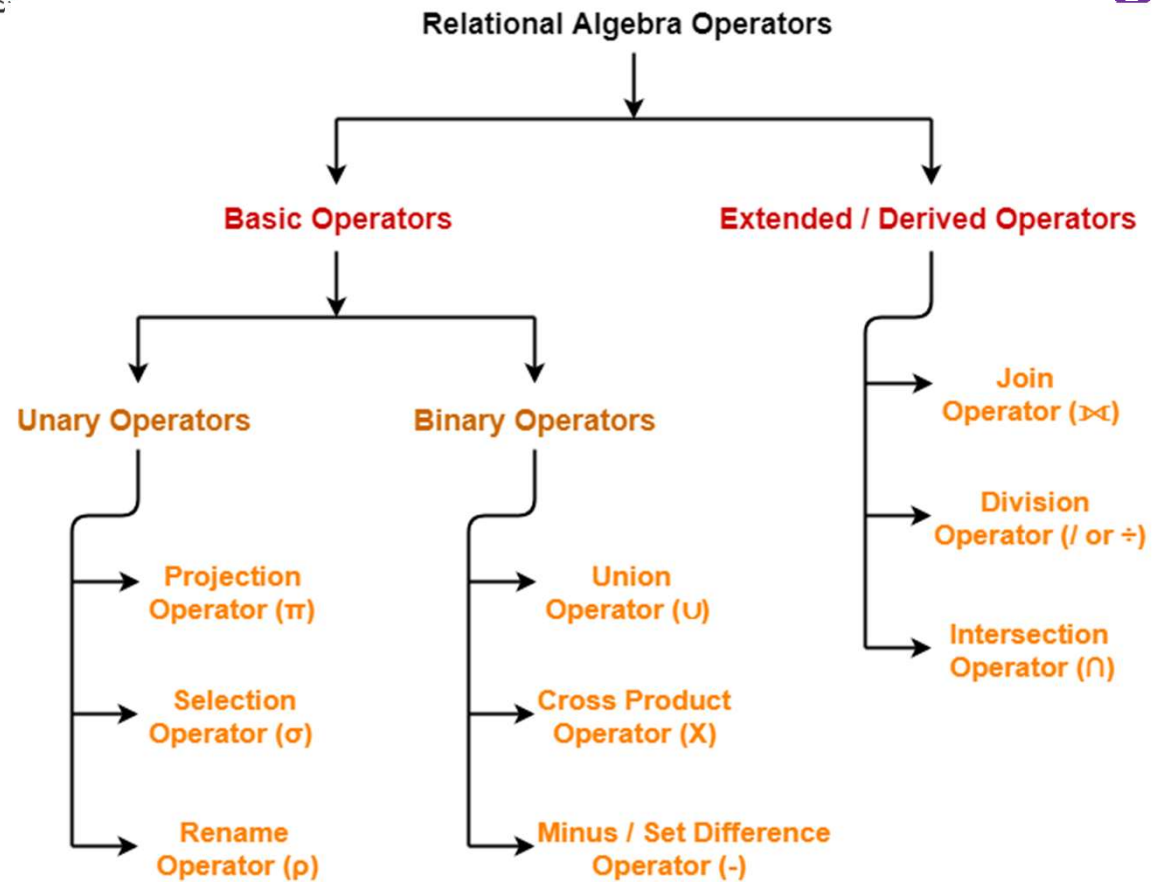 Relational Algebra Operators
Basic Operators
Extended / Derived Operators
Unary Operators
Binary Operators
Join
Operator (⋈)
Division
Operator (/ or ÷)
Intersection
Operator (∩)
Projection
Operator (π)
Selection
Operator (σ)
Rename
Operator (ρ)
Union
Operator (∪)
Cross Product
Operator (X)
Minus / Set Difference
Operator (-)